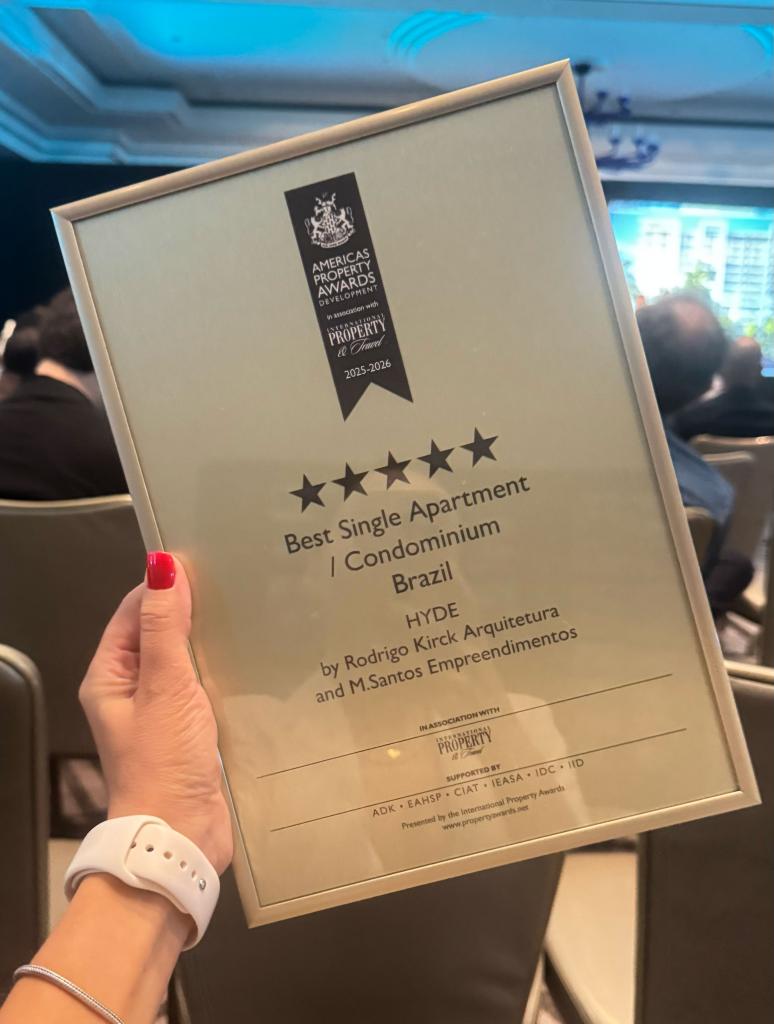 AMERICAS
PROPERTY
AWARDS
DEVELOPMENT
in association with
INTERNATIONAL
PROPERTY
& Travel
2025-2026
Best Single Apartment
/ Condominium
Brazil
HYDE
by Rodrigo Kirck Arquitetura
and M.Santos Empreendimentos
IN ASSOCIATION WITH
INTERNATIONAL
PROPERTY
& Travel
SUPPORTED BY
ADK • EAHSP • CIAT • IEASA • IDC • IID
Presented by the International Property Awards
www.propertyawards.net